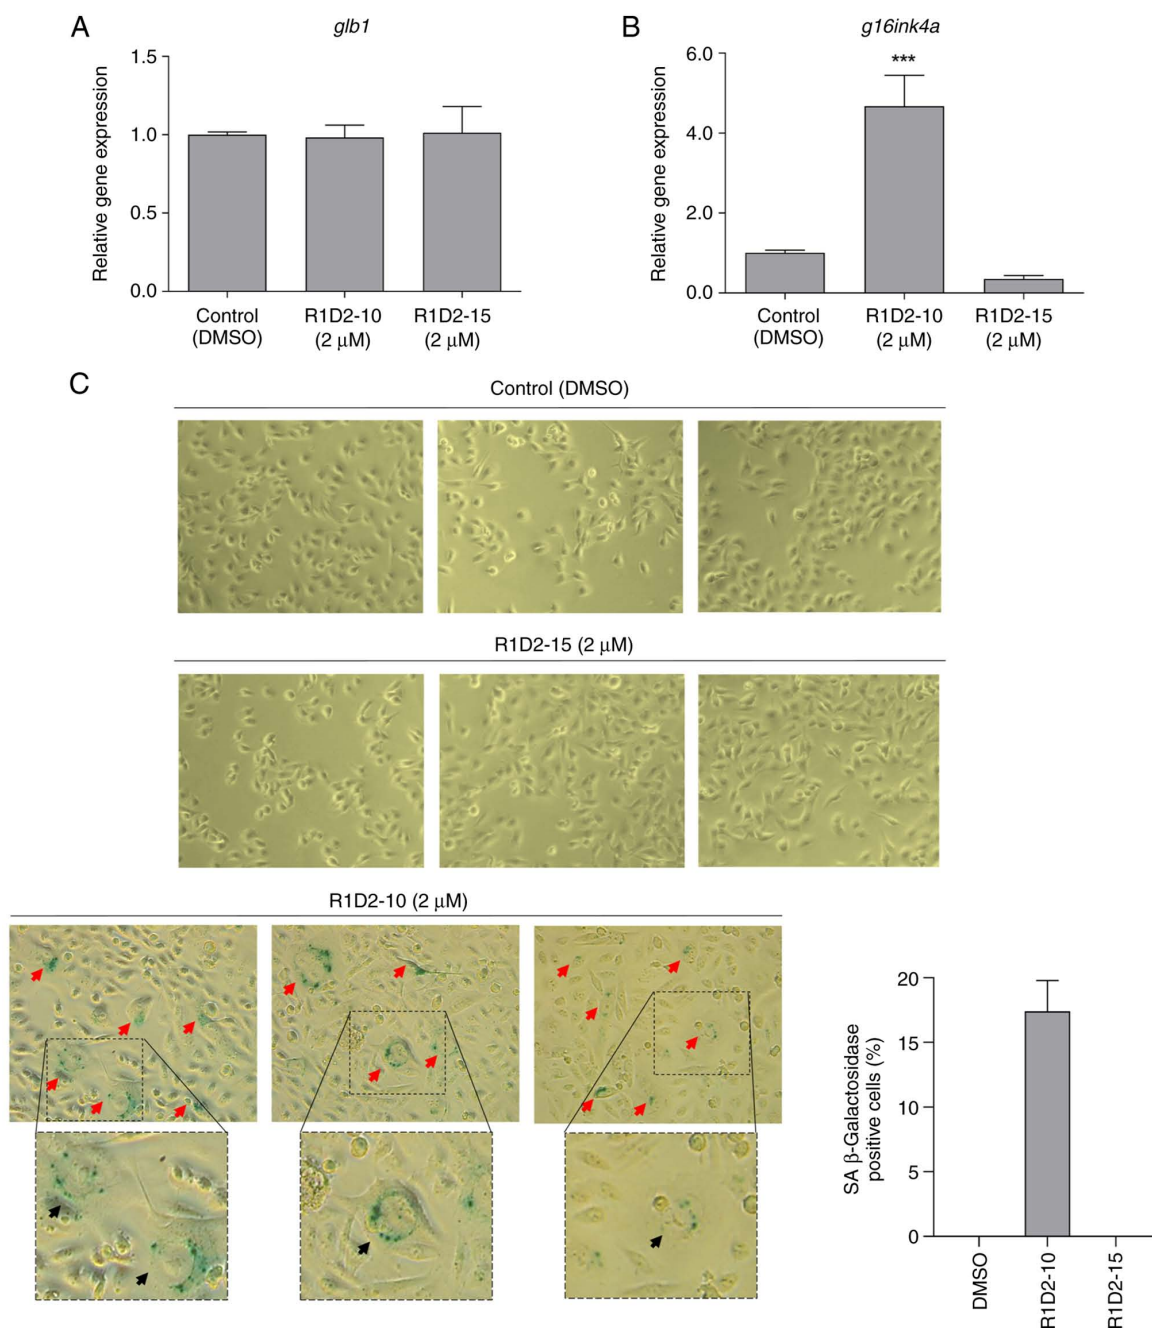 A
glb1
Relative gene expression
1.5
1.0
0.5
0.0
Control
(DMSO)
R1D2-10
(2 μM)
R1D2-15
(2 μM)
B
g16ink4a
Relative gene expression
6.0
4.0
2.0
0.0
***
Control
(DMSO)
R1D2-10
(2 μM)
R1D2-15
(2 μM)
C
Control (DMSO)
R1D2-15 (2 μM)
R1D2-10 (2 μM)
SA β-Galactosidase
positive cells (%)
20
15
10
5
0
DMSO
R1D2-10
R1D2-15